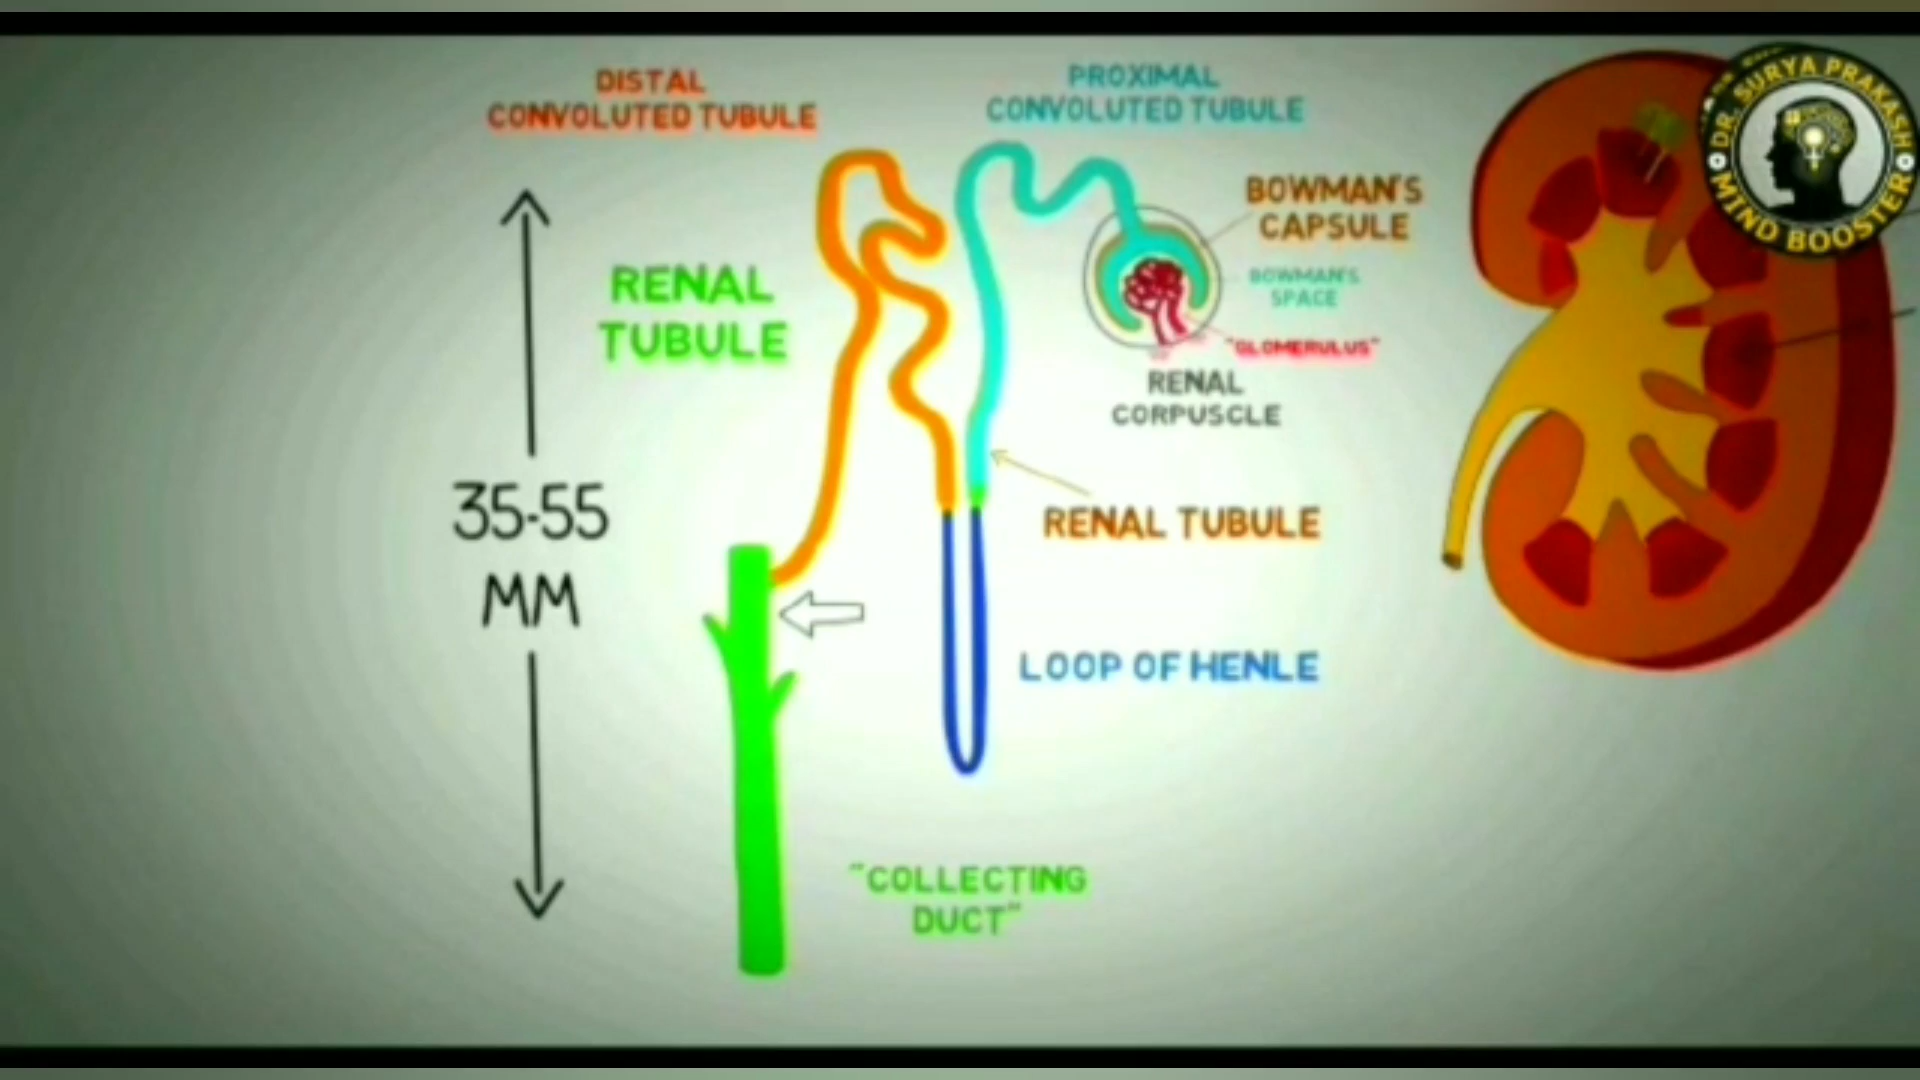 DISTAL
CONVOLUTED TUBULE
PROXIMAL
CONVOLUTED TUBULE
BOWMAN'S
CAPSULE
BOWMAN'S
SPACE
"GLOMERULUS"
RENAL
CORPUSCLE
RENAL
TUBULE
35-55
MM
RENAL TUBULE
LOOP OF HENLE
"COLLECTING
DUCT"
DR. SURYA PRAKASH
MIND BOOSTER